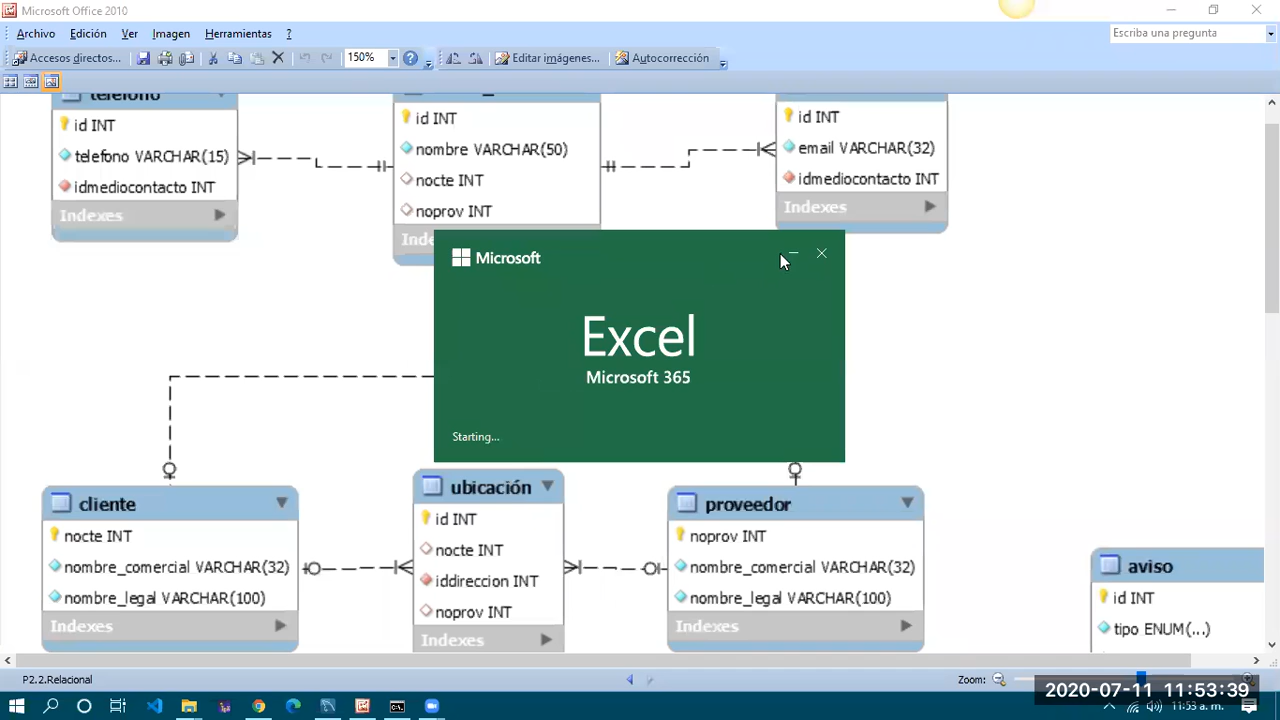 Microsoft Office 2010
Archivo Edición Ver Imagen Herramientas ?
Escriba una pregunta
Accesos directos...
150%
Editar imágenes...
Autocorrección
telefono
id INT
telefono VARCHAR(15)
idmediocontacto INT
Indexes
id INT
nombre VARCHAR(50)
nocte INT
noprov INT
id INT
email VARCHAR(32)
idmediocontacto INT
Indexes
Microsoft
Excel
Microsoft 365
Starting...
cliente
nocte INT
nombre_comercial VARCHAR(32)
nombre_legal VARCHAR(100)
Indexes
ubicación
id INT
nocte INT
iddireccion INT
noprov INT
Indexes
proveedor
noprov INT
nombre_comercial VARCHAR(32)
nombre_legal VARCHAR(100)
Indexes
aviso
id INT
tipo ENUM(...)
P2.2.Relacional
Zoom:
2020-07-11 11:53:39
11:53 a. m.